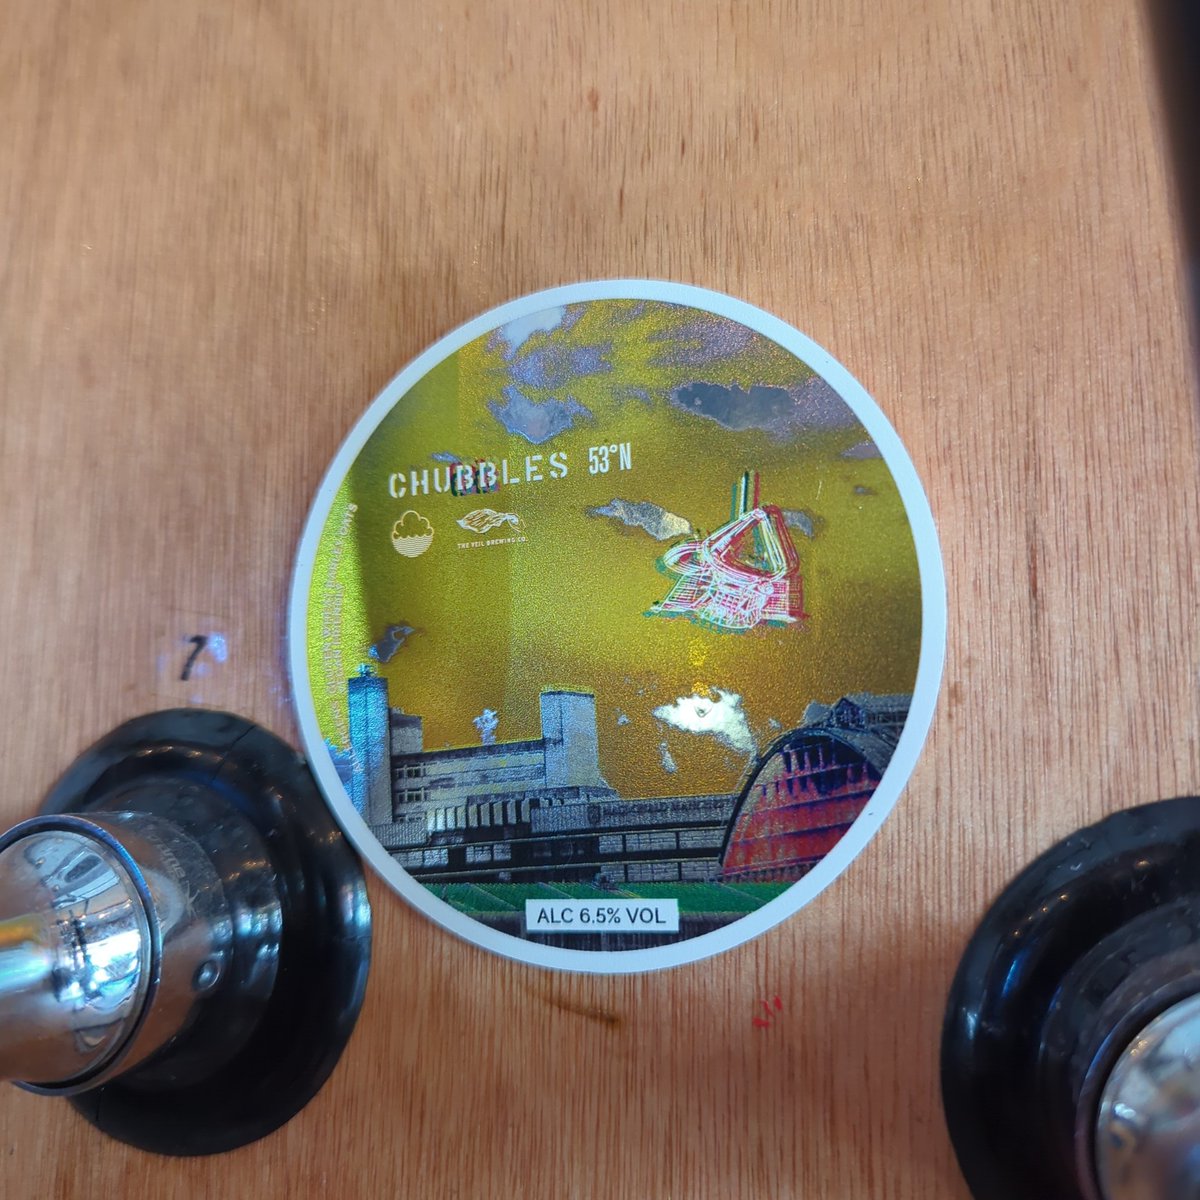 CHUBBLES 53°N
THE VEIL BREWING CO.
7
ALC 6.5% VOL